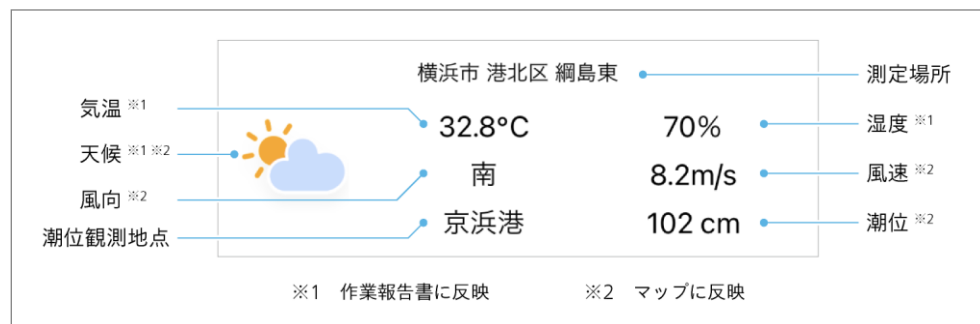 横浜市 港北区 綱島東
測定場所
気温 ※1
32.8°C
70%
湿度 ※1
天候 ※1 ※2
南
8.2m/s
風速 ※2
風向 ※2
京浜港
102 cm
潮位 ※2
潮位観測地点
※1 作業報告書に反映
※2 マップに反映